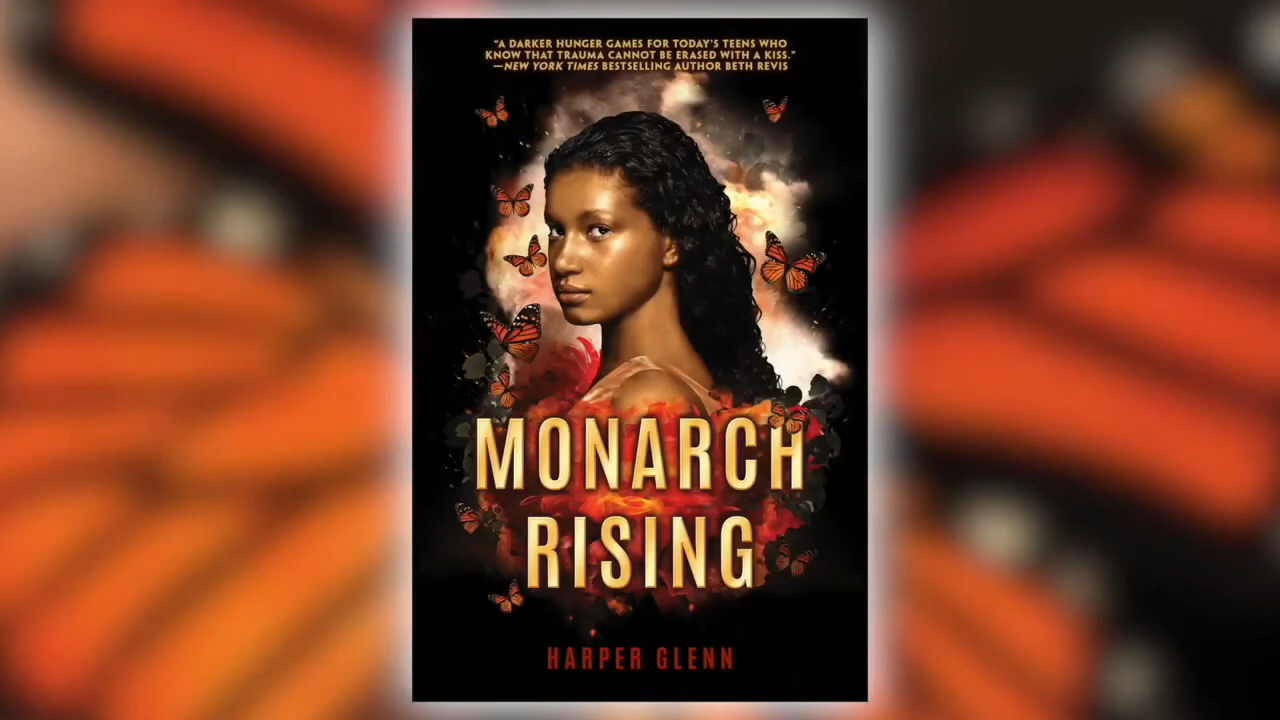 "A DARKER HUNGER GAMES FOR TODAY'S TEENS WHO
KNOW THAT TRAUMA CANNOT BE ERASED WITH A KISS."
—NEW YORK TIMES BESTSELLING AUTHOR BETH REVIS
MONARCH
RISING
HARPER GLENN